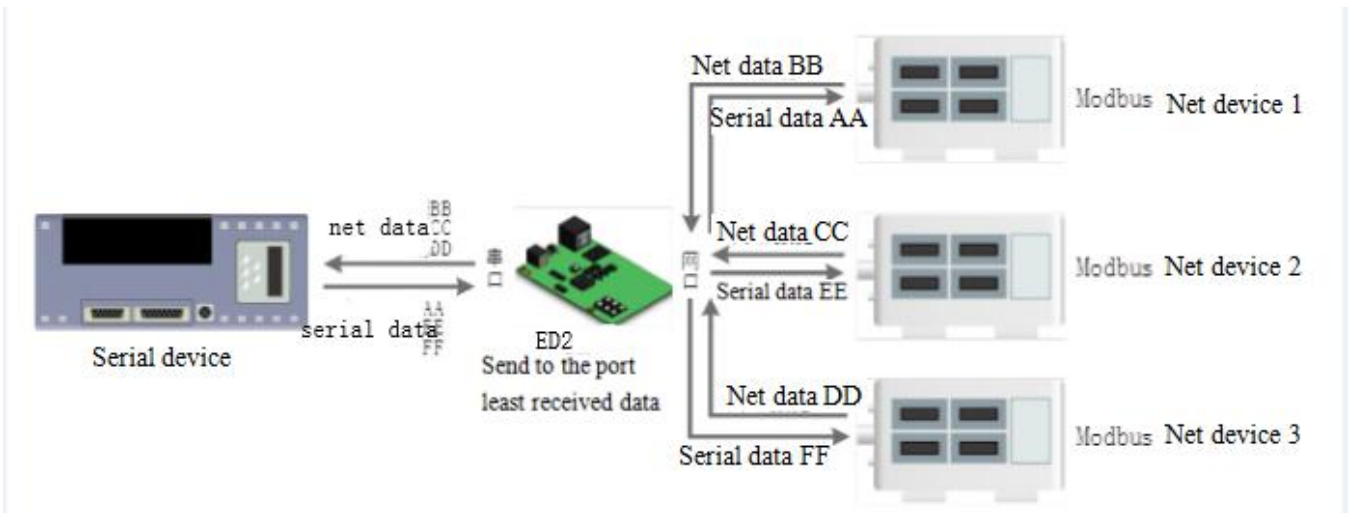 Net data BB
Serial data AA
Modbus Net device 1
BB
net data CC
DD
串口
网口
Net data CC
Serial data EE
Modbus Net device 2
AA
serial data
FF
Serial device
ED2
Send to the port
least received data
Net data DD
Serial data FF
Modbus Net device 3